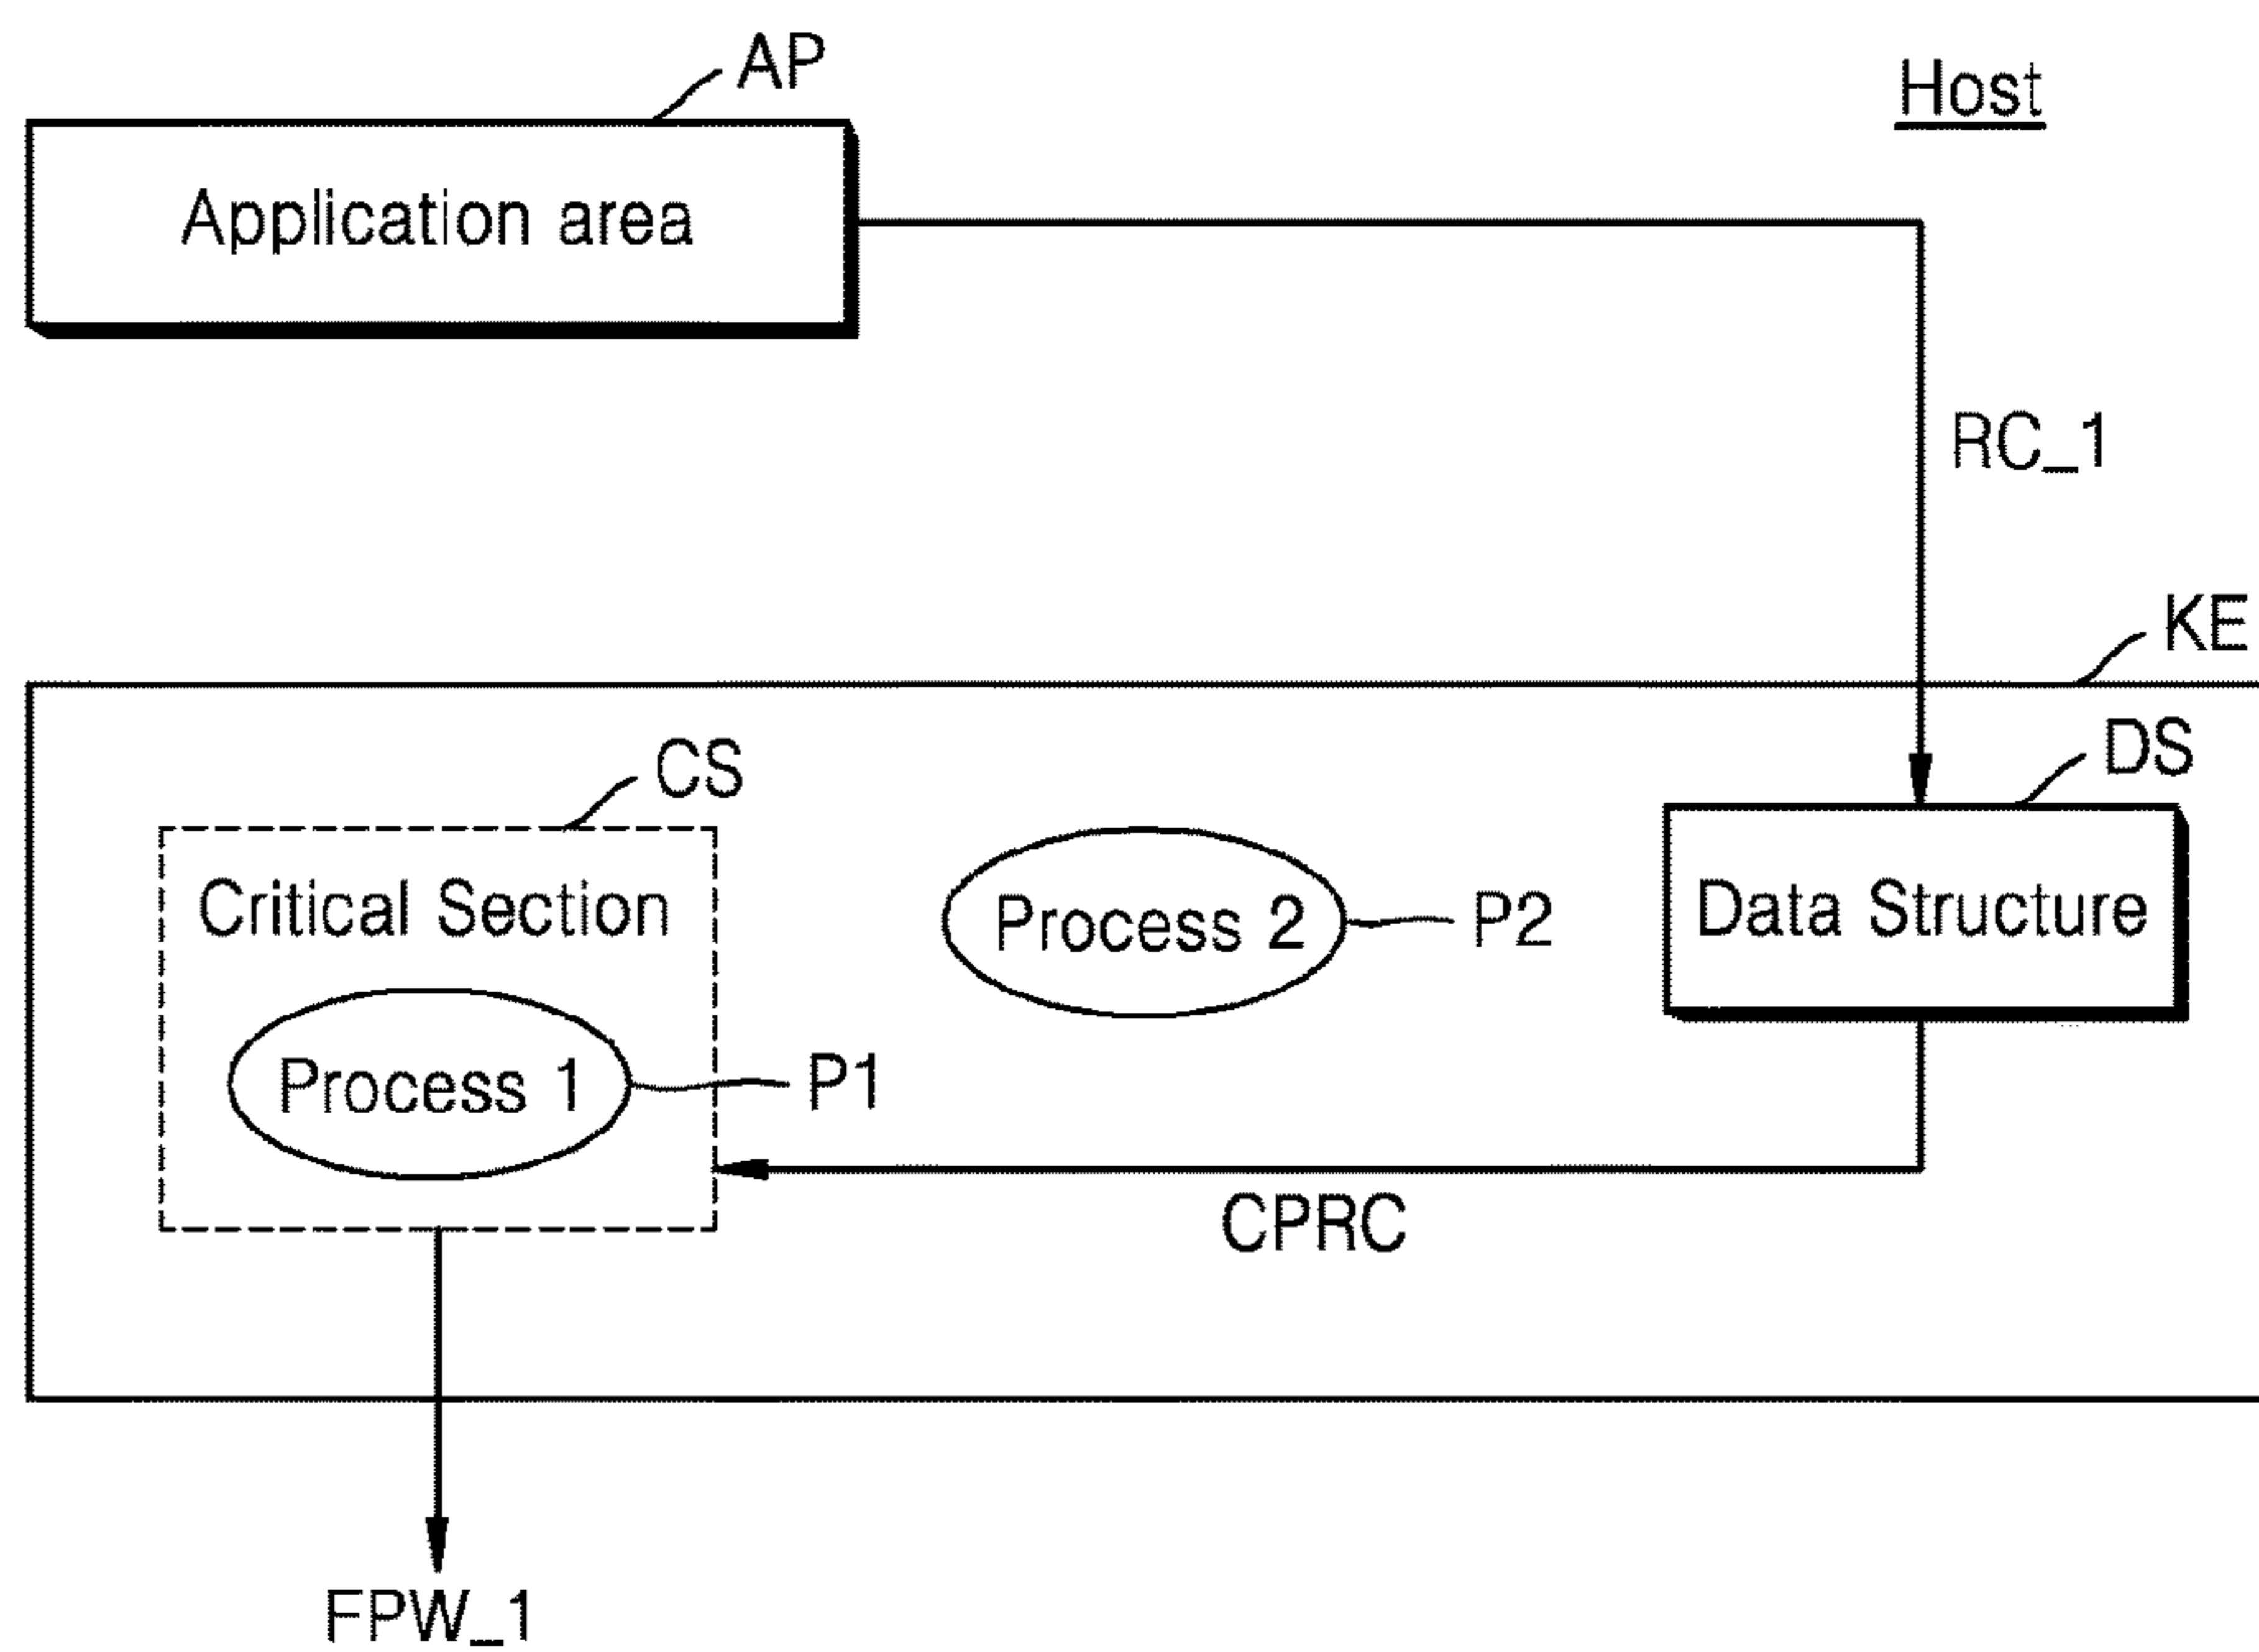 AP
Host
Application area
RC_1
KE
CS
DS
Critical Section
Process 2
P2
Data Structure
Process 1
P1
CPRC
FPW_1